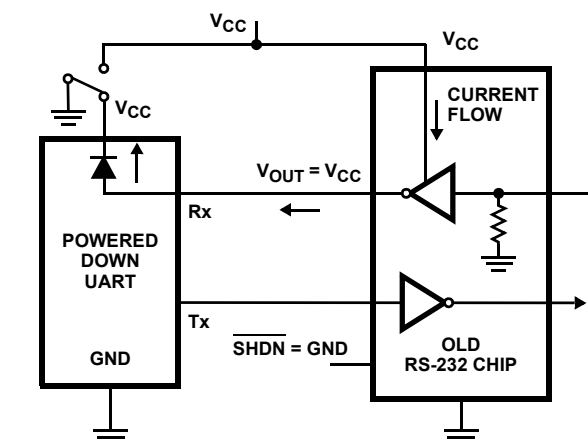 VCC
VCC
VCC
CURRENT
FLOW
VOUT = VCC
Rx
POWERED
DOWN
UART
Tx
SHDN = GND
GND
OLD
RS-232 CHIP